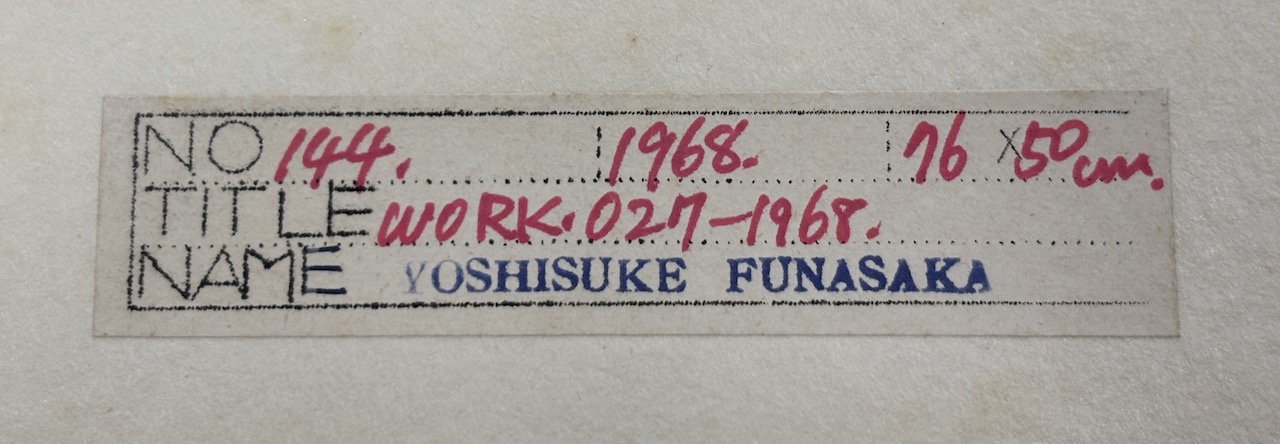 NO 144. 1968. 76 x 50 cm.
TITLE WORK・027-1968.
NAME YOSHISUKE FUNASAKA